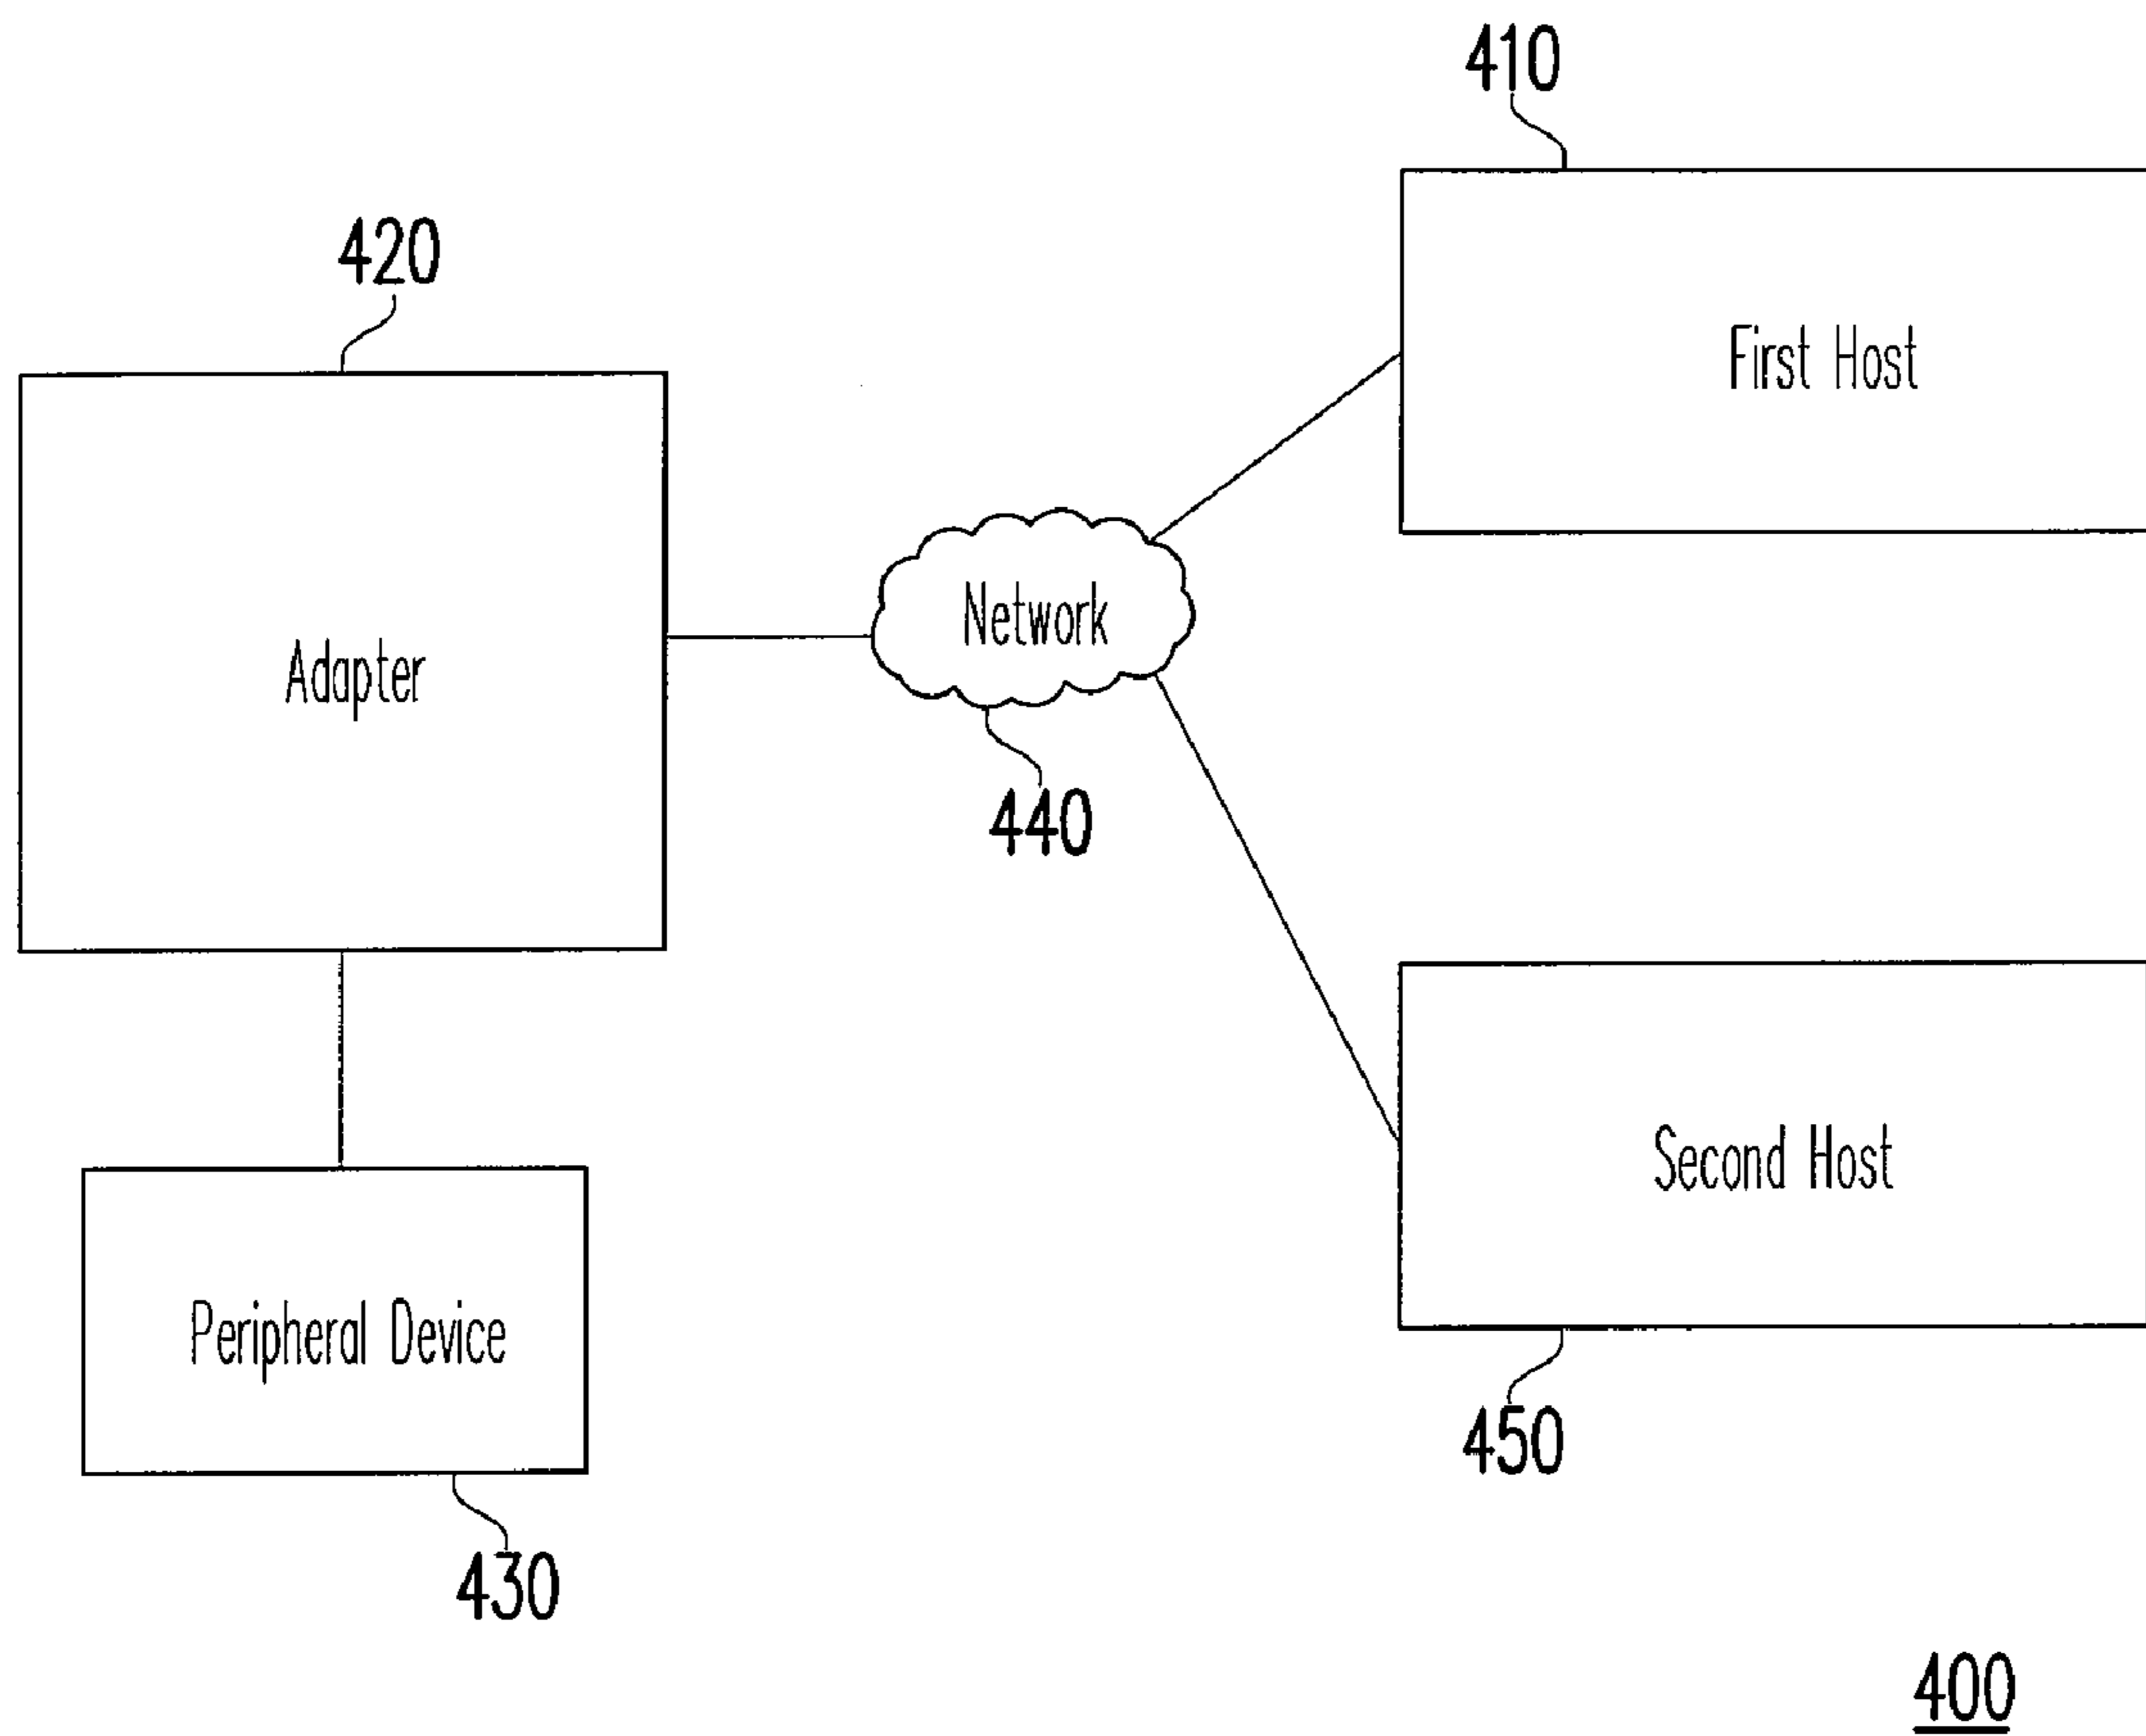 410
First Host
420
Adapter
Network
440
Second Host
450
Peripheral Device
430
400